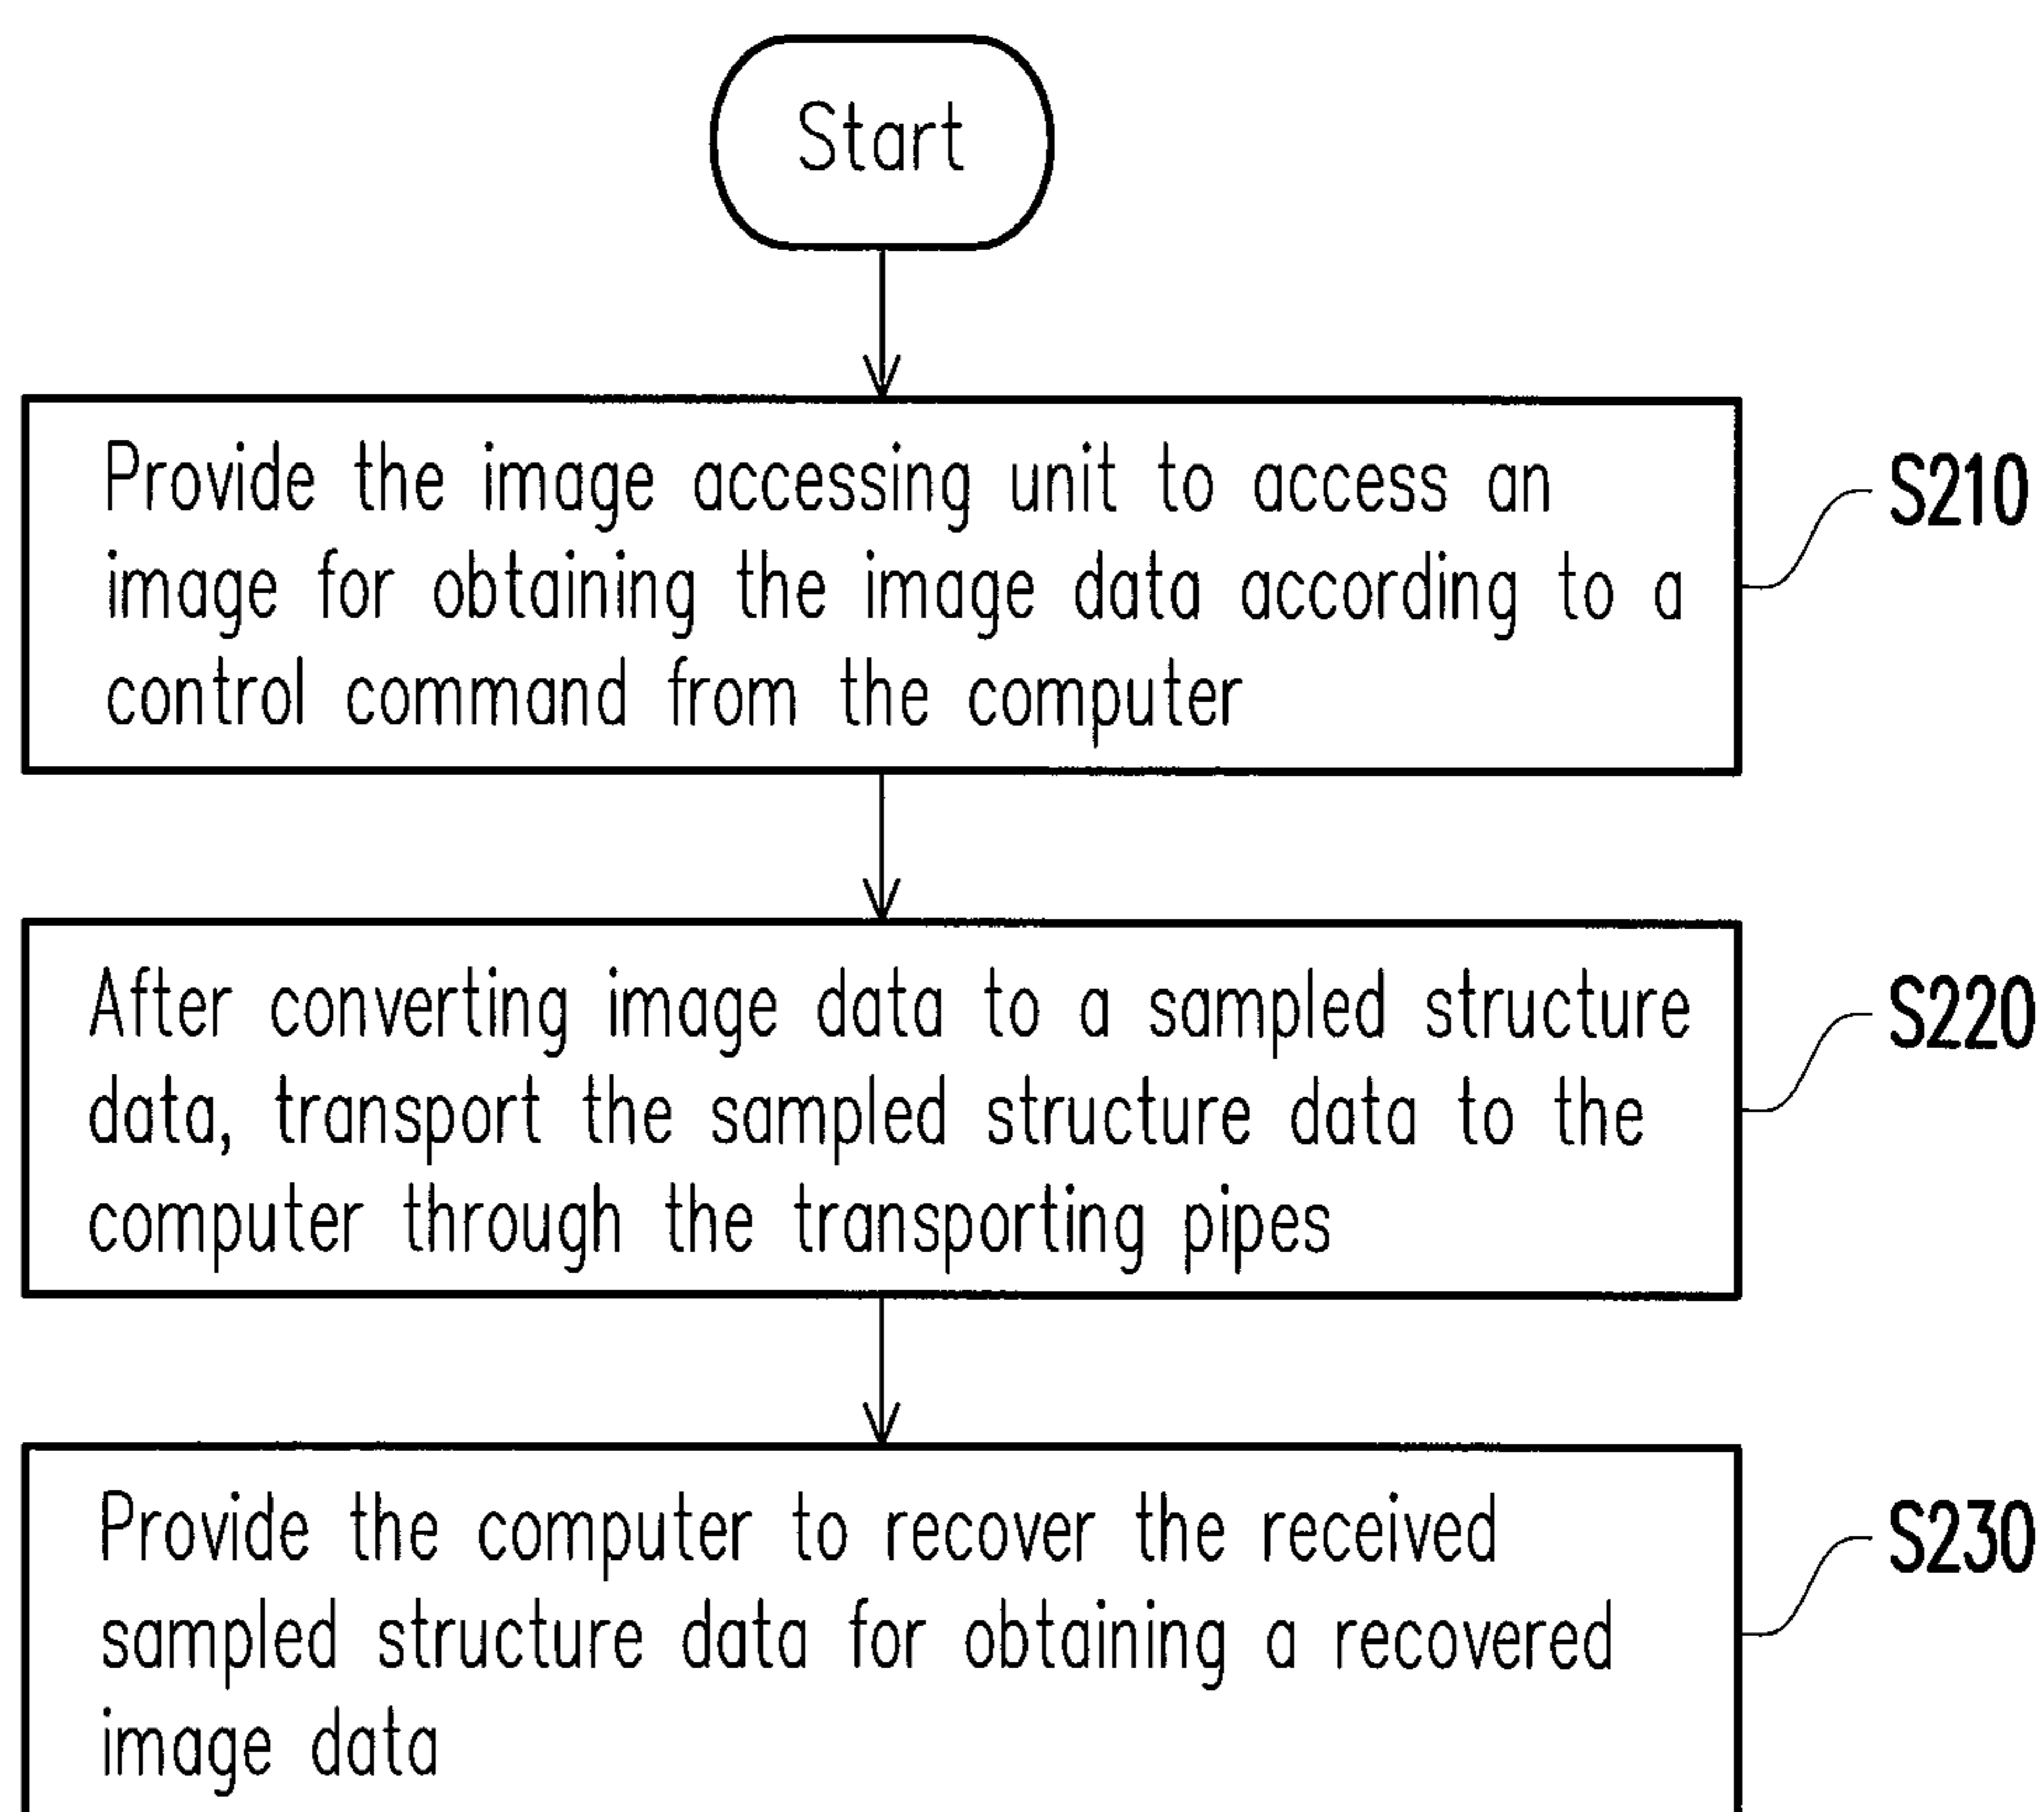 Start
Provide the image accessing unit to access an
image for obtaining the image data according to a
control command from the computer
S210
After converting image data to a sampled structure
data, transport the sampled structure data to the
computer through the transporting pipes
S220
Provide the computer to recover the received
sampled structure data for obtaining a recovered
image data
S230